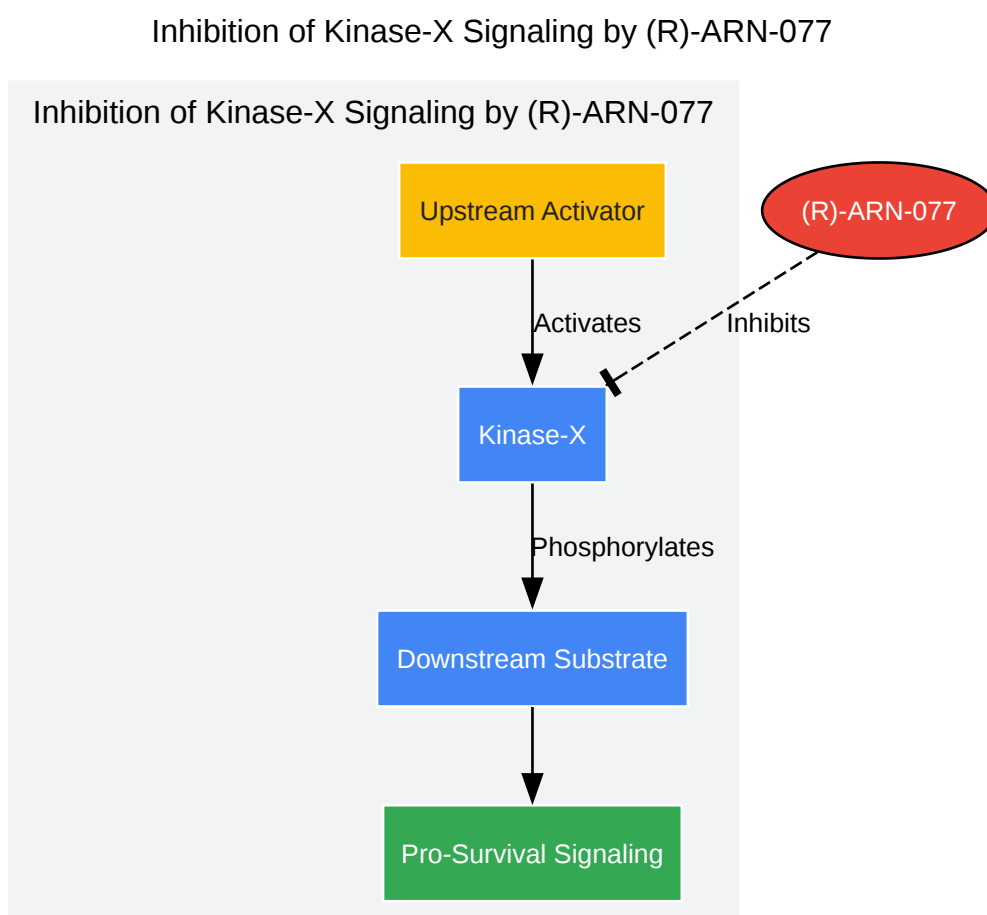 Inhibition of Kinase-X Signaling by (R)-ARN-077
Inhibition of Kinase-X Signaling by (R)-ARN-077
Upstream Activator
(R)-ARN-077
Activates
Inhibits
Kinase-X
Phosphorylates
Downstream Substrate
Pro-Survival Signaling